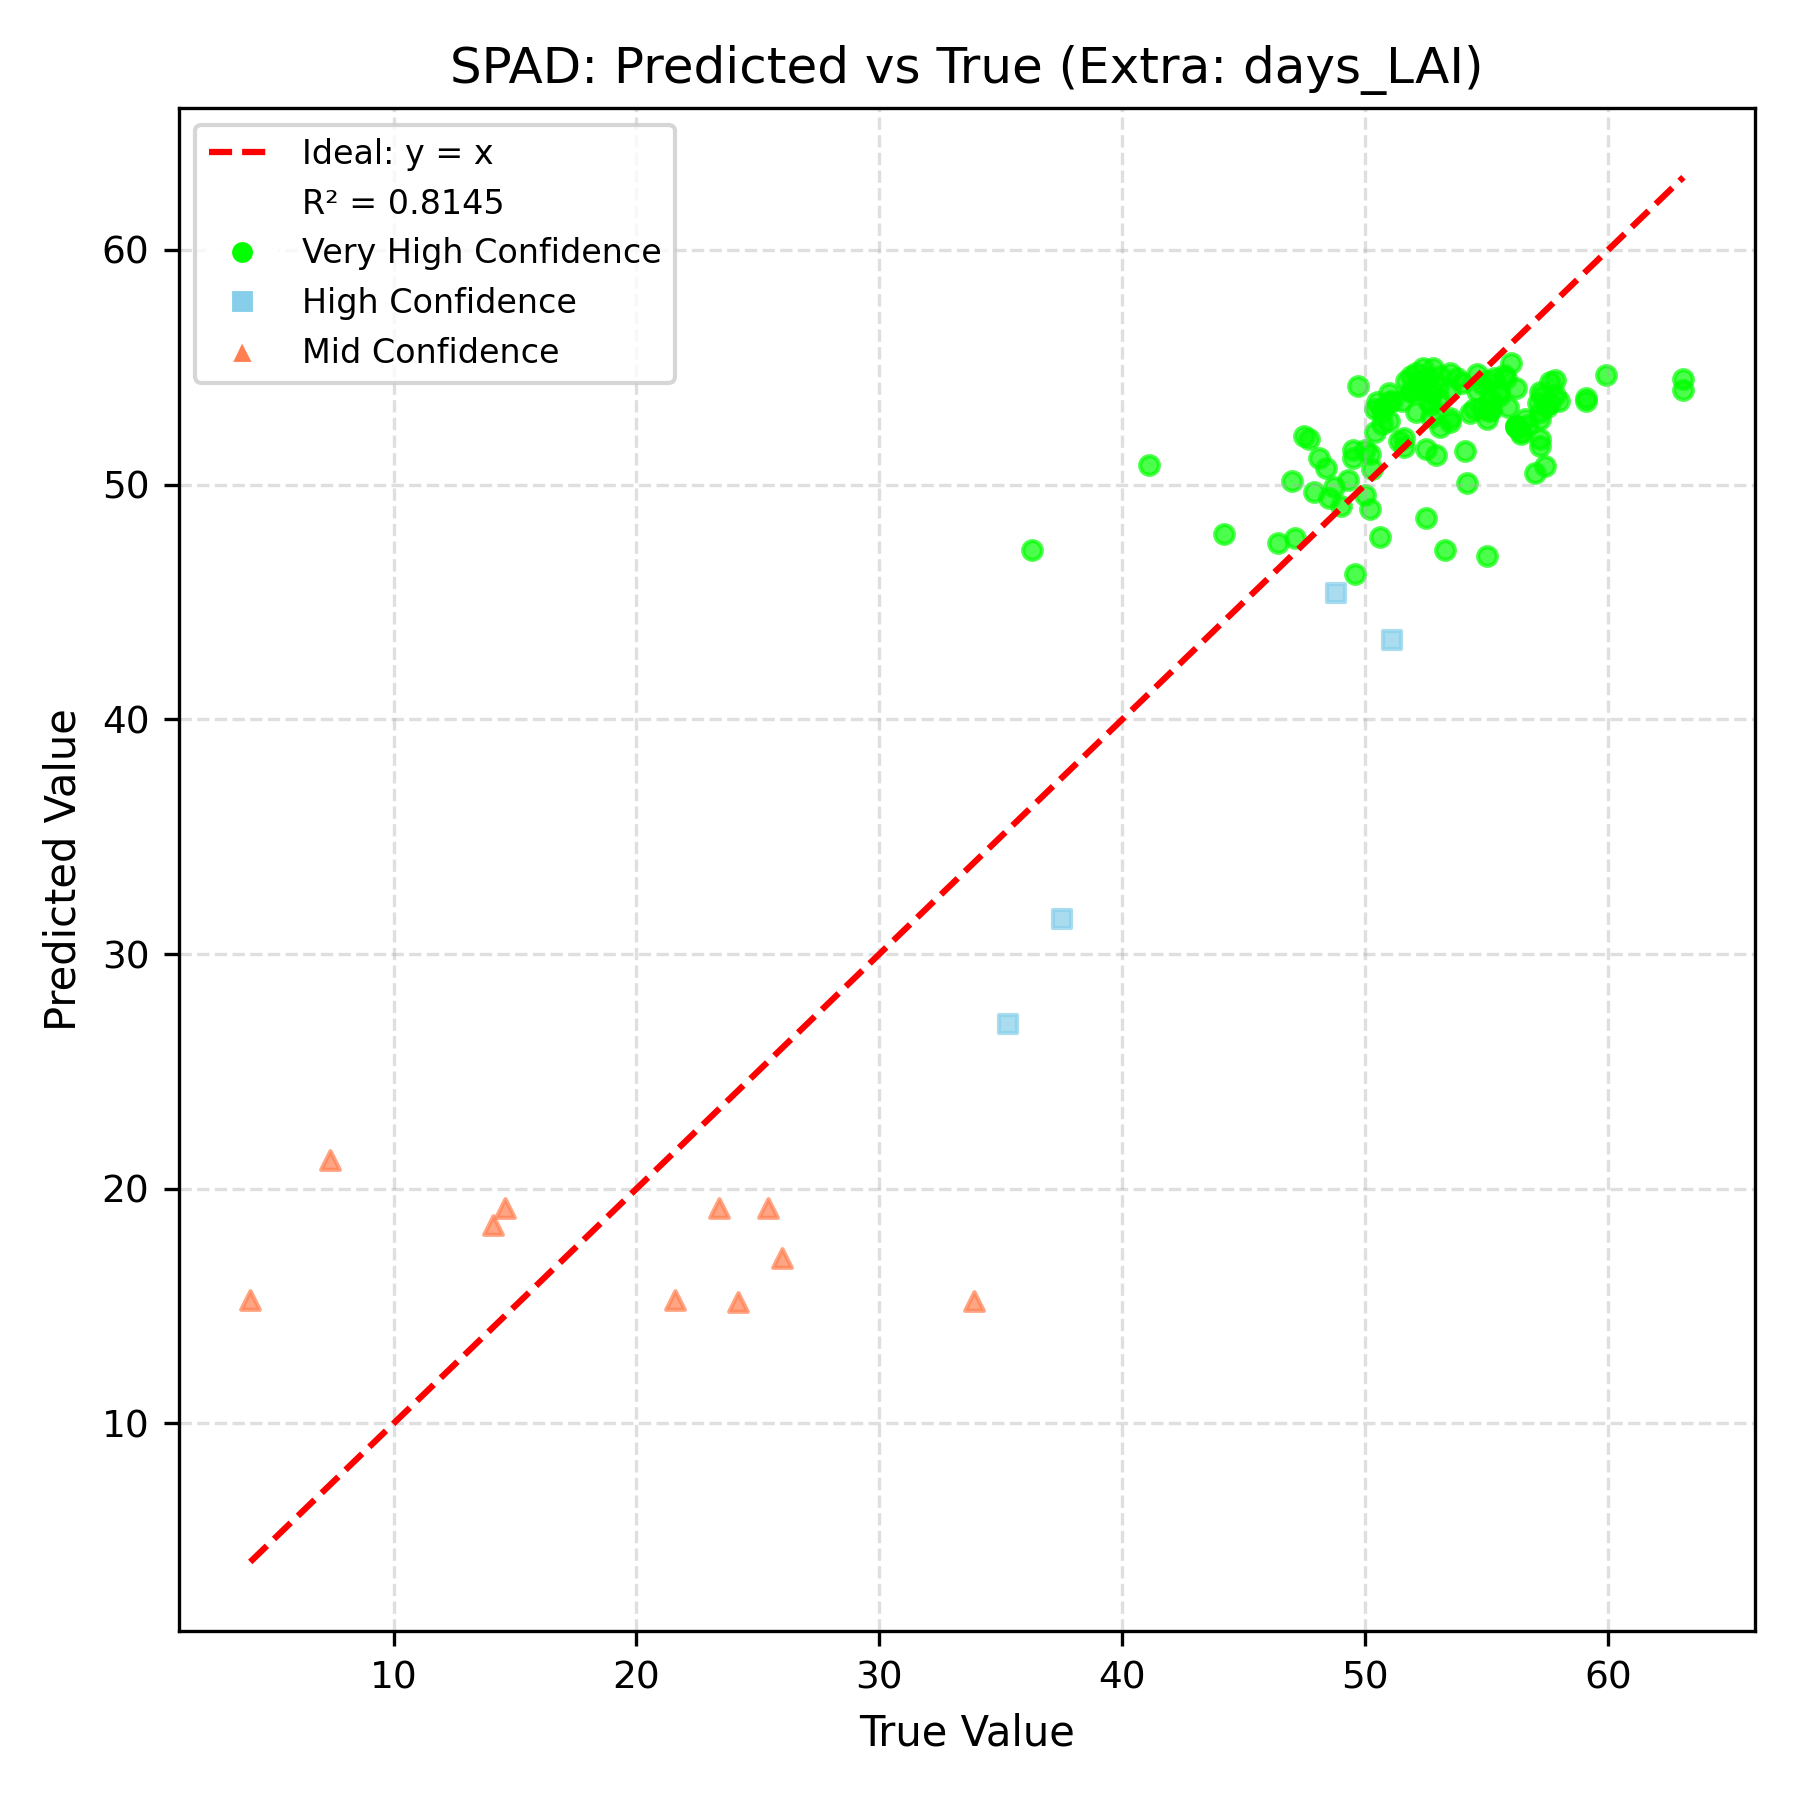 SPAD: Predicted vs True (Extra: days_LAI)
Ideal: y = x
R² = 0.8145
Very High Confidence
High Confidence
Mid Confidence
60
50
40
30
20
10
Predicted Value
10 20 30 40 50 60
True Value